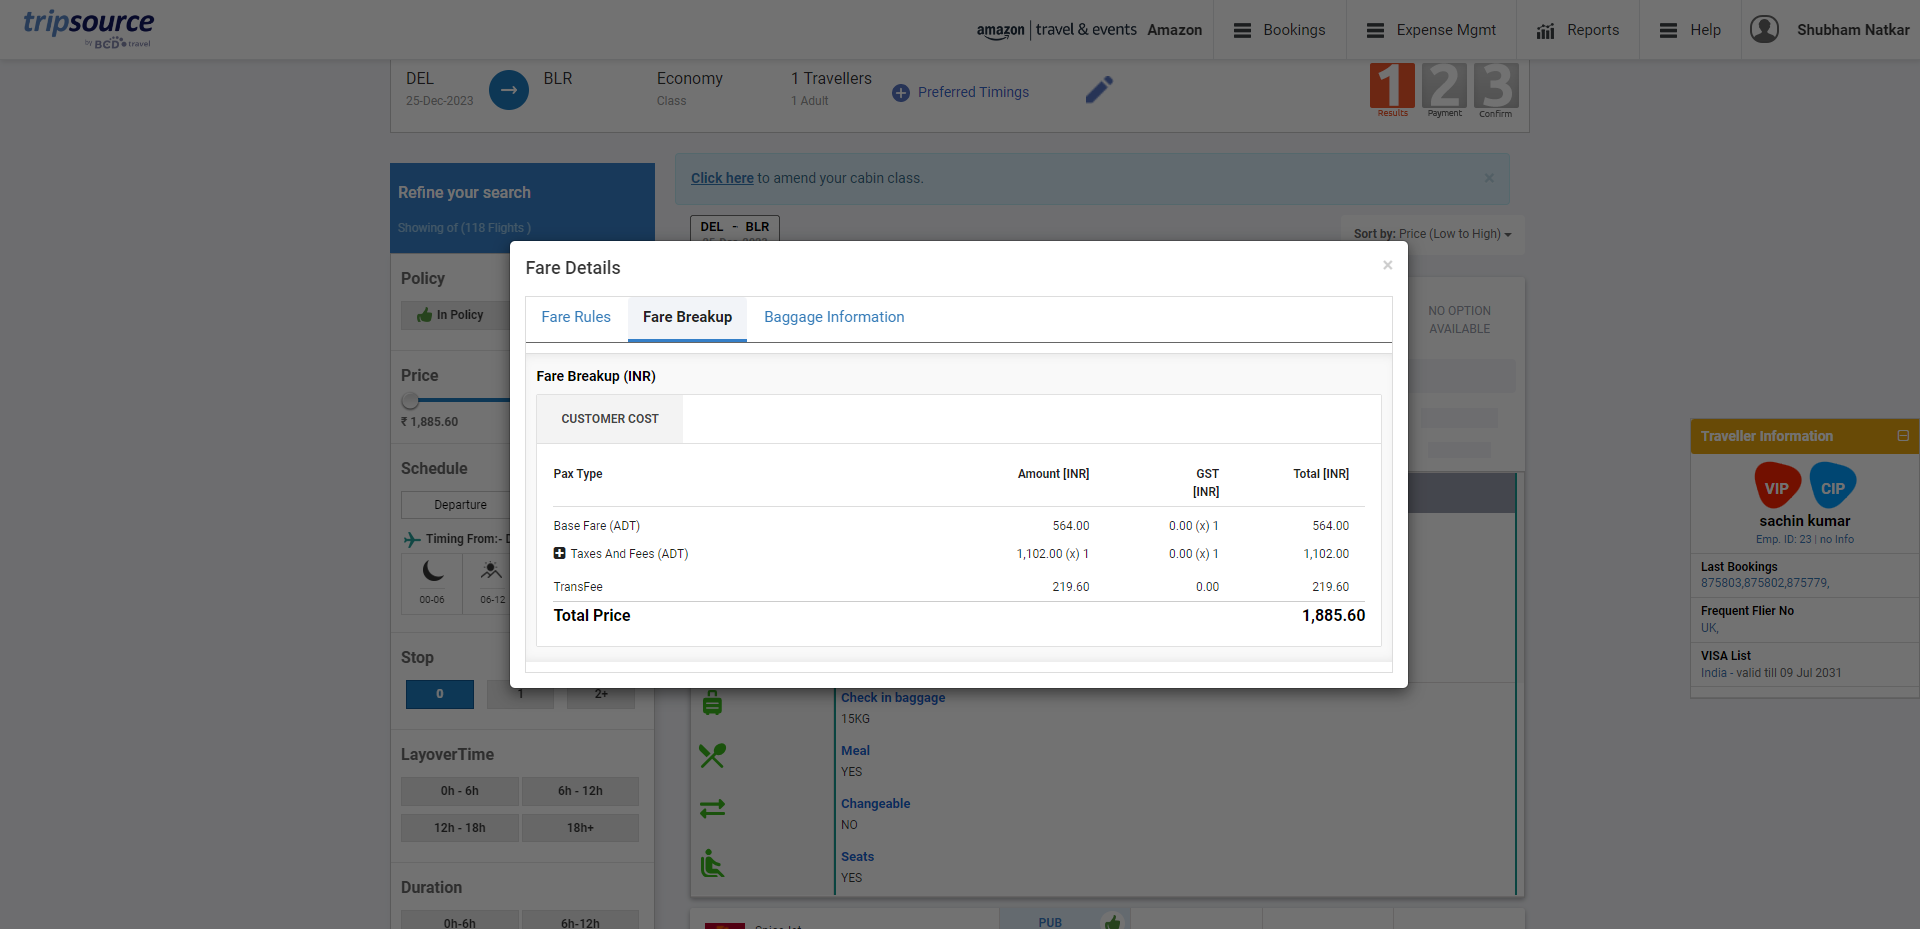 tripsource
by BCD travel
amazon travel & events Amazon
Bookings
Expense Mgmt
Reports
Help
Shubham Natkar
DEL
25-Dec-2023
BLR
Economy
Class
1 Travellers
1 Adult
Preferred Timings
1 2 3
Results Payment Confirm
Refine your search
Showing of (118 Flights )
Click here to amend your cabin class.
×
DEL - BLR
Sort by: Price (Low to High)
Policy
In Policy
Price
₹ 1,885.60
Schedule
Departure
Timing From:- D
00-06
06-12
Stop
0
1
2+
LayoverTime
0h - 6h
6h - 12h
12h - 18h
18h+
Duration
0h-6h
6h-12h
Fare Details
×
Fare Rules
Fare Breakup
Baggage Information
Fare Breakup (INR)
CUSTOMER COST
Pax Type Amount [INR] GST [INR] Total [INR]
Base Fare (ADT) 564.00 0.00 (x) 1 564.00
Taxes And Fees (ADT) 1,102.00 (x) 1 0.00 (x) 1 1,102.00
TransFee 219.60 0.00 219.60
Total Price 1,885.60
NO OPTION
AVAILABLE
Check in baggage
15KG
Meal
YES
Changeable
NO
Seats
YES
PUB
Traveller Information
VIP
CIP
sachin kumar
Emp. ID: 23 | no Info
Last Bookings
875803,875802,875779,
Frequent Flier No
UK,
VISA List
India - valid till 09 Jul 2031